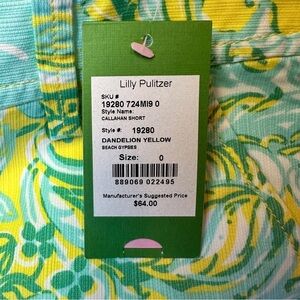 Lilly Pulitzer
SKU #
19280 724MI9 0
Style Name:
CALLAHAN SHORT
Style #: 19280
DANDELION YELLOW
BEACH GYPSES
Size: 0
889069 022495
Manufacturer's Suggested Price
$64.00